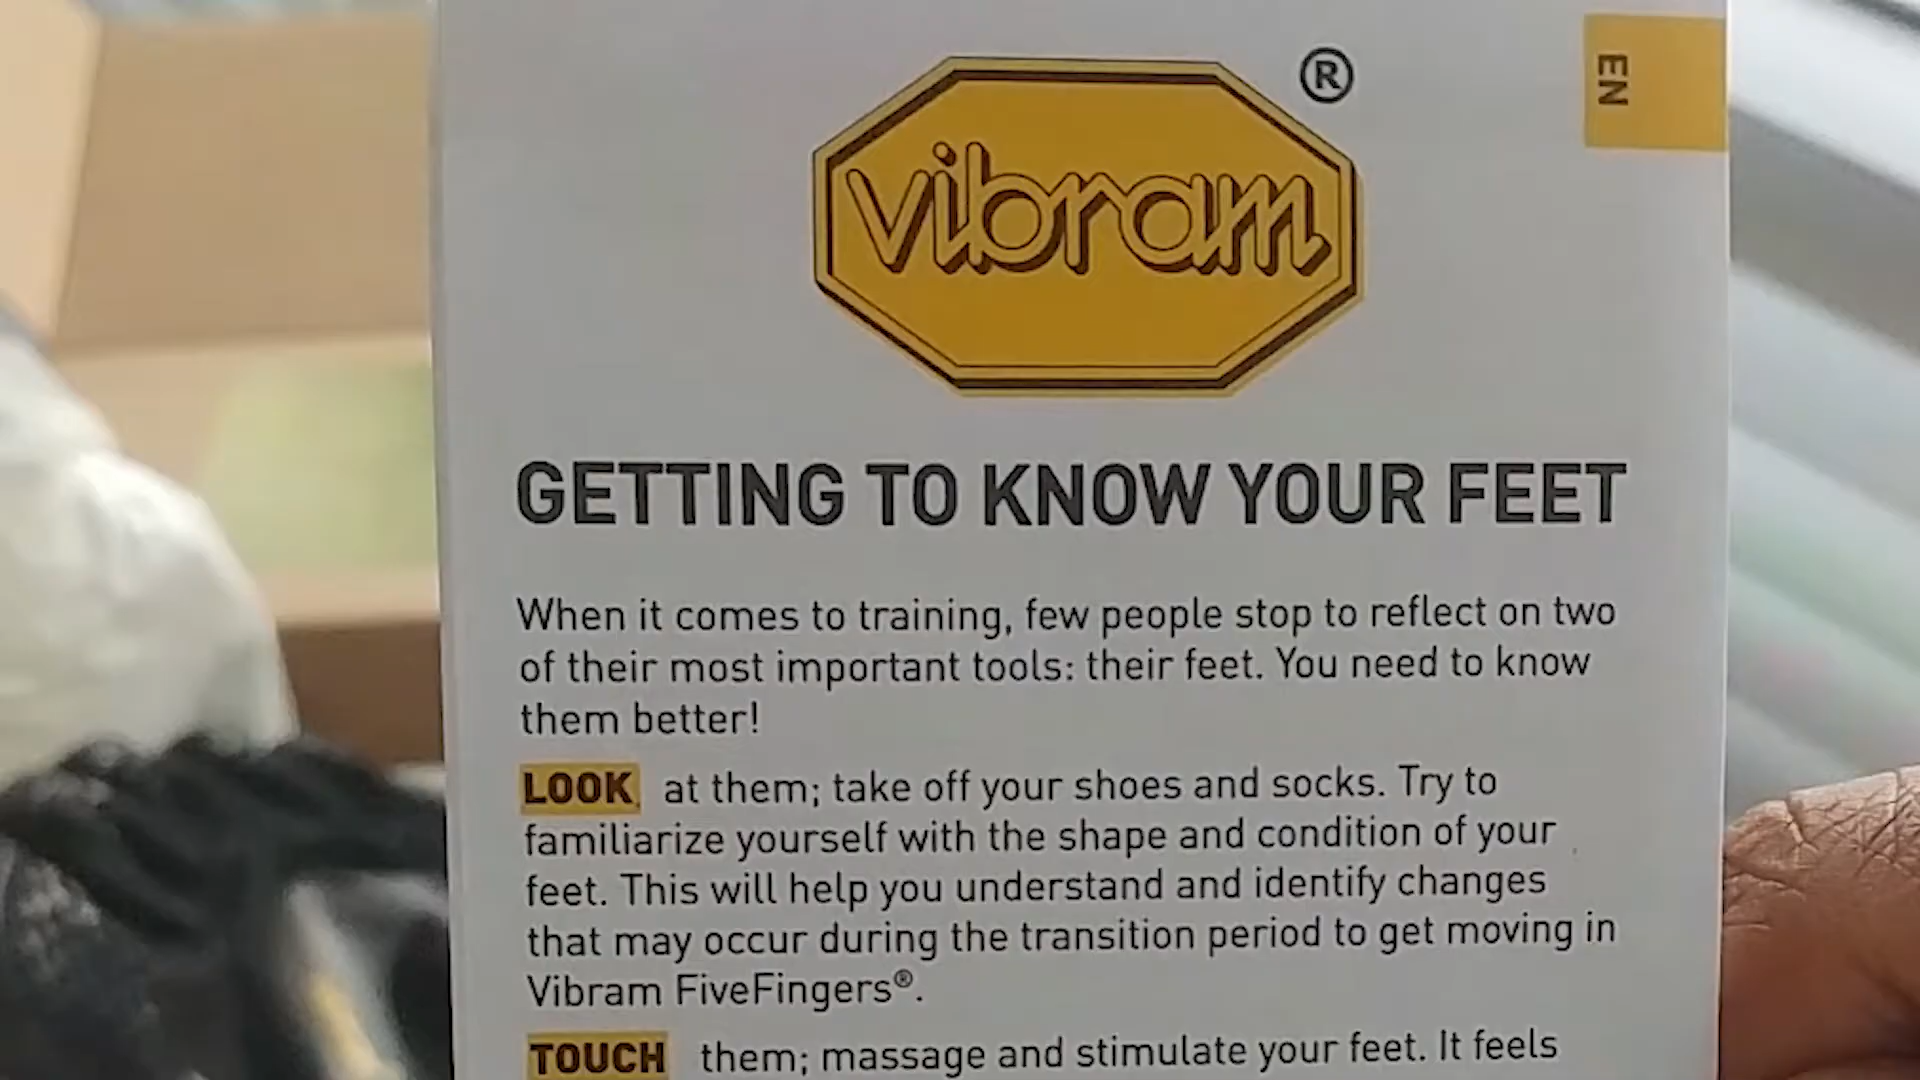 EN
vibram®
GETTING TO KNOW YOUR FEET
When it comes to training, few people stop to reflect on two
of their most important tools: their feet. You need to know
them better!
LOOK at them; take off your shoes and socks. Try to
familiarize yourself with the shape and condition of your
feet. This will help you understand and identify changes
that may occur during the transition period to get moving in
Vibram FiveFingers®.
TOUCH them; massage and stimulate your feet. It feels